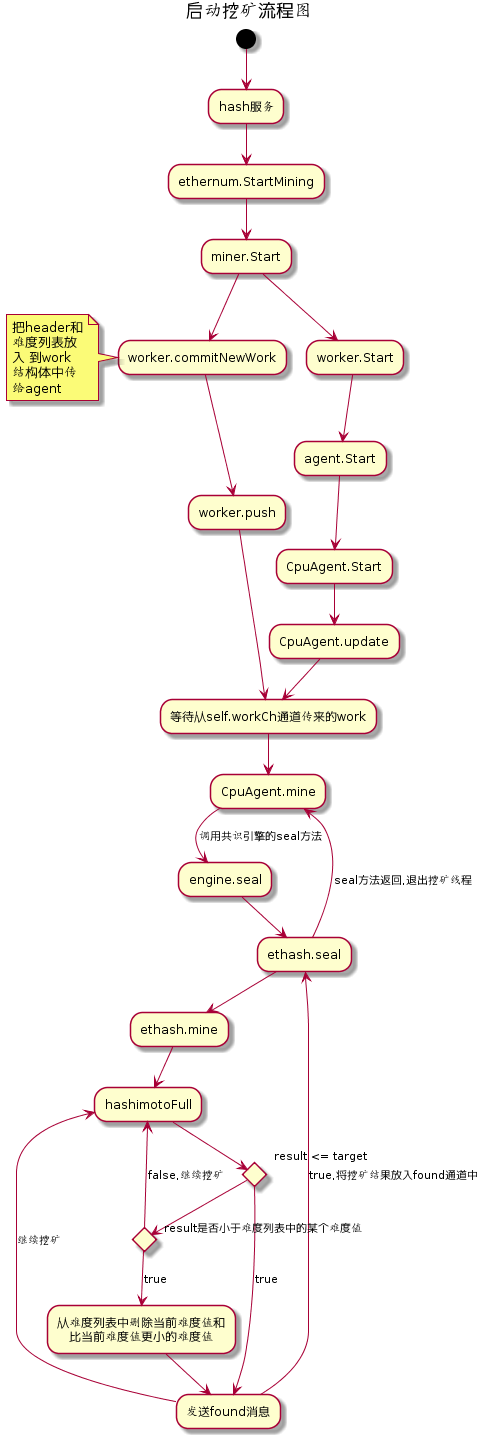 启动挖矿流程图
hash服务
ethernum.StartMining
miner.Start
把header和
难度列表放
入 到work
结构体中传
给agent
worker.commitNewWork
worker.Start
agent.Start
worker.push
CpuAgent.Start
CpuAgent.update
等待从self.workCh通道传来的work
CpuAgent.mine
调用共识引擎的seal方法
engine.seal
seal方法返回,退出挖矿线程
ethash.seal
ethash.mine
hashimotoFull
result <= target
false,继续挖矿
true,将挖矿结果放入found通道中
result是否小于难度列表中的某个难度值
继续挖矿
true
true
从难度列表中删除当前难度值和
比当前难度值更小的难度值
发送found消息